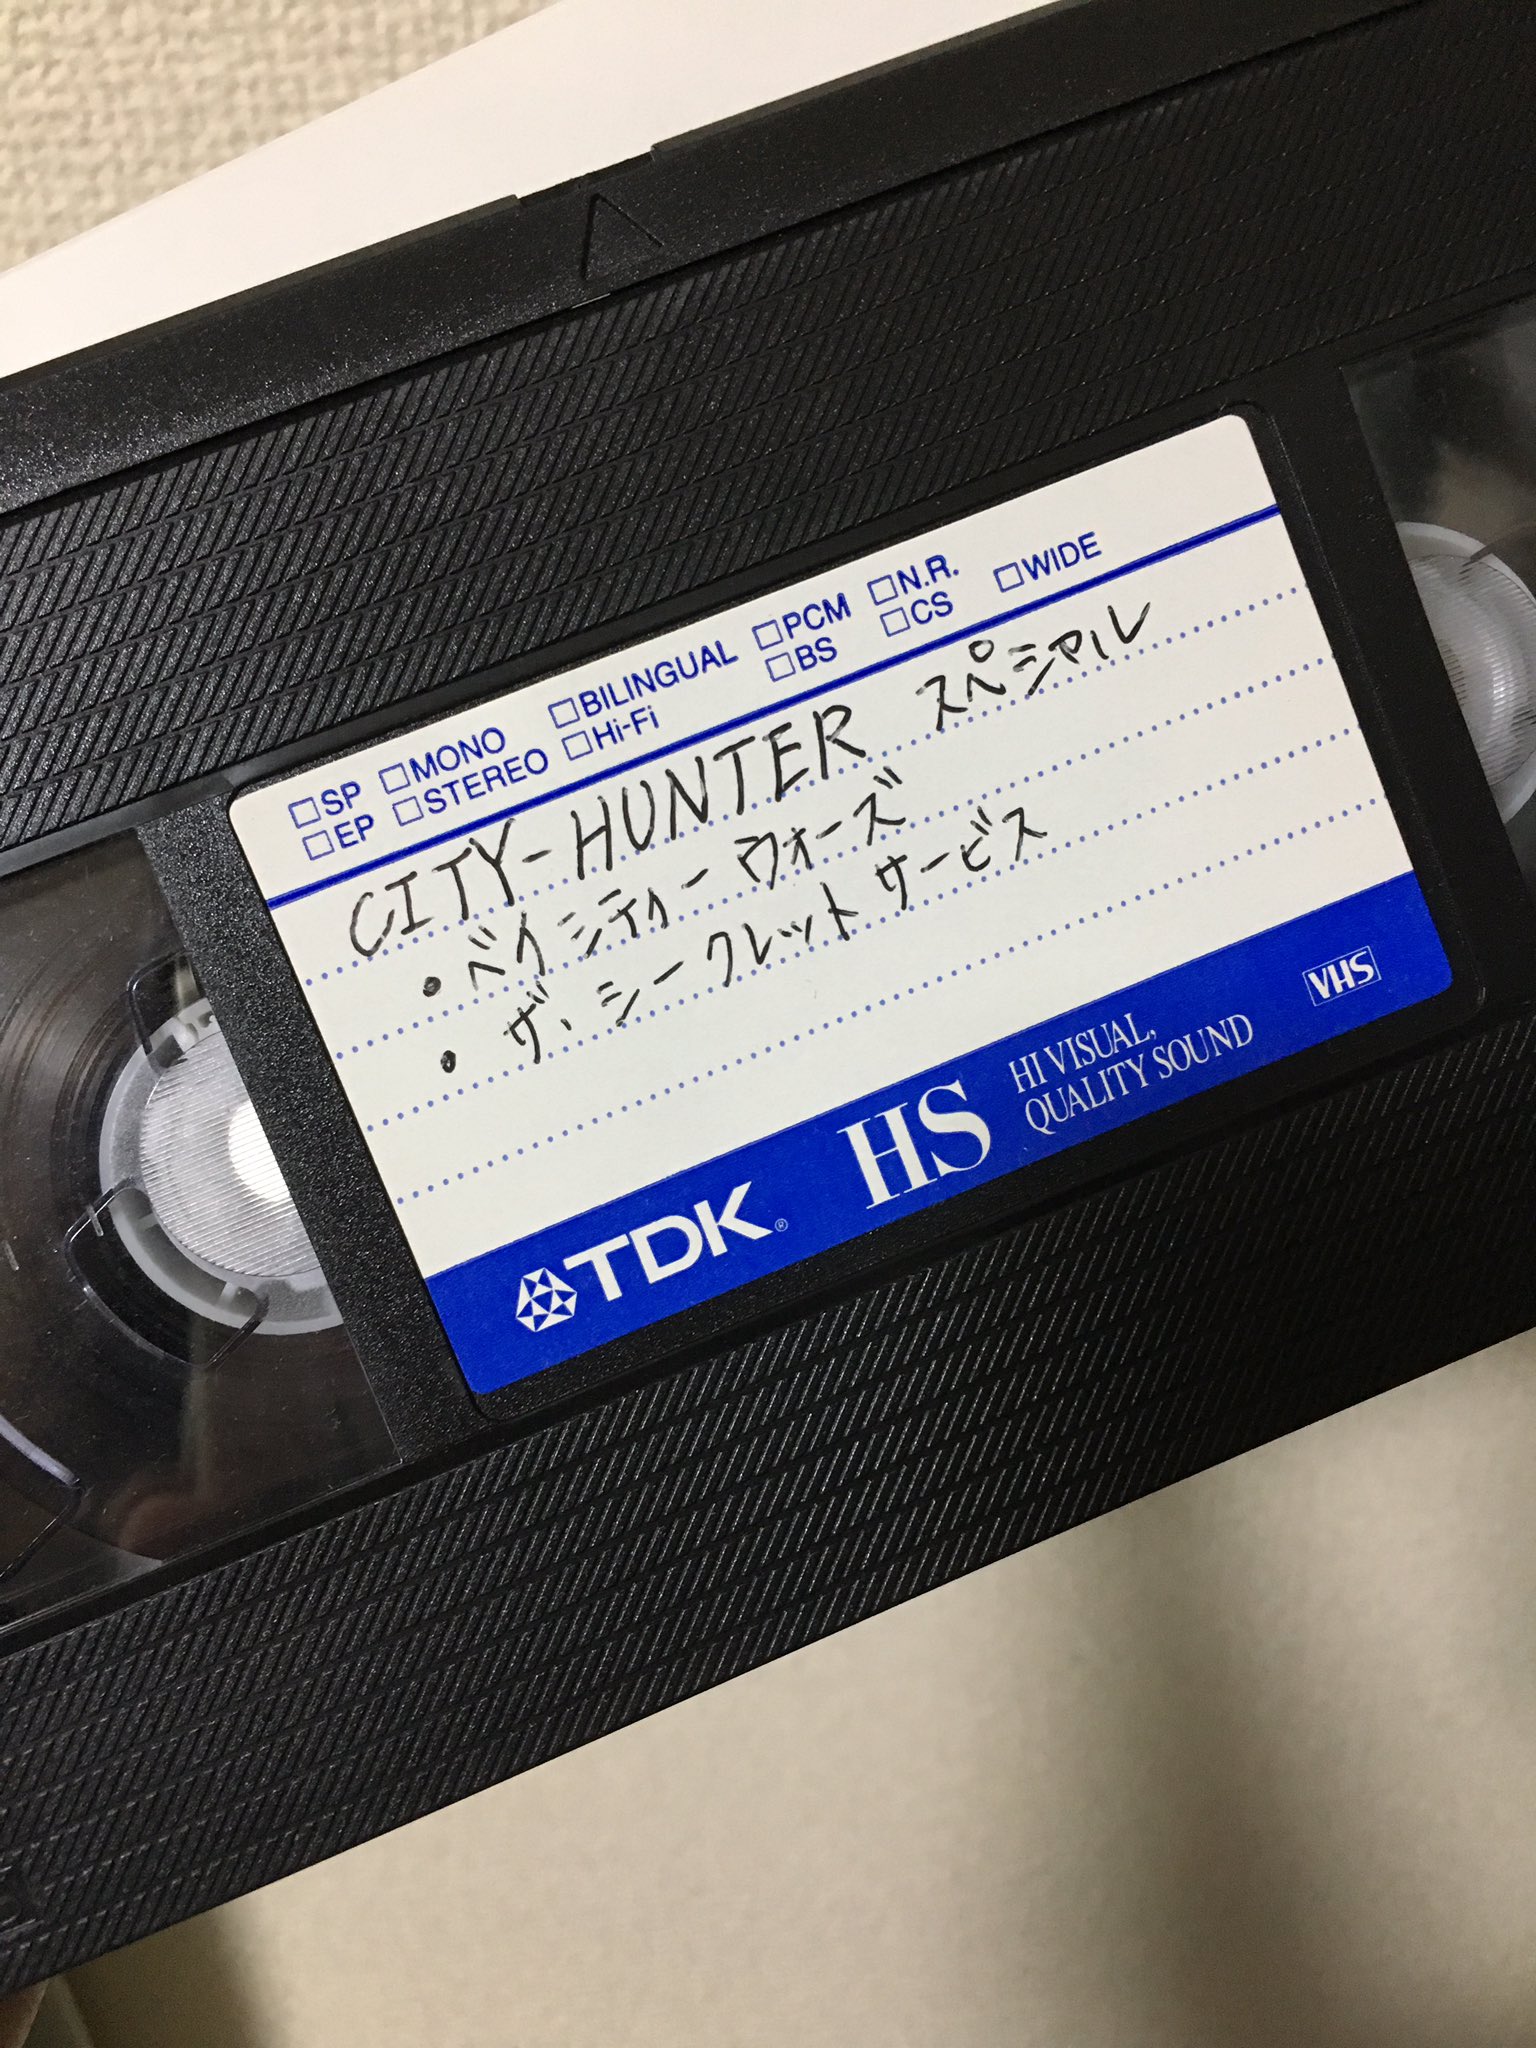 □SP □MONO □BILINGUAL □PCM □N.R. □WIDE
□EP □STEREO □Hi-Fi □BS □CS
CITY-HUNTER スペシャル
・ベイシティーウォーズ
・ザ、シークレットサービス
TDK® HS HI VISUAL, QUALITY SOUND
VHS